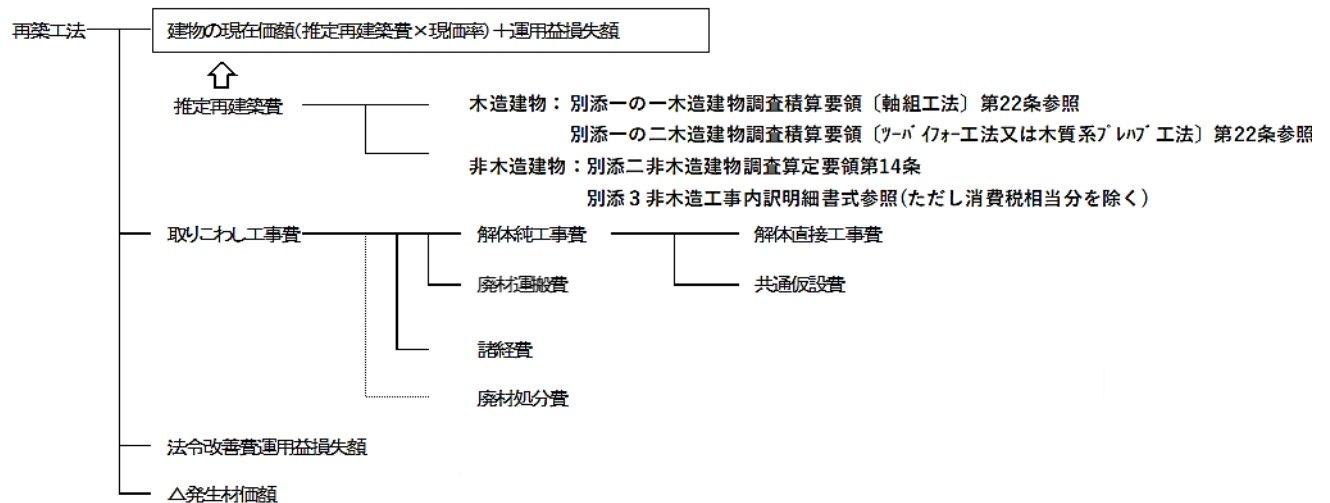 再築工法 建物の現在価額(推定再建築費×現価率)＋運用益損失額
推定再建築費 木造建物：別添一の一木造建物調査積算要領〔軸組工法〕第22条参照
別添一の二木造建物調査積算要領〔ﾂｰﾊﾞｲﾌｫｰ工法又は木質系ﾌﾟﾚﾊﾌﾞ工法〕第22条参照
非木造建物：別添二非木造建物調査算定要領第14条
別添３非木造工事内訳明細書式参照(ただし消費税相当分を除く)
取りこわし工事費 解体純工事費 解体直接工事費
廃材運搬費 共通仮設費
諸経費
廃材処分費
法令改善費運用益損失額
△発生材価額